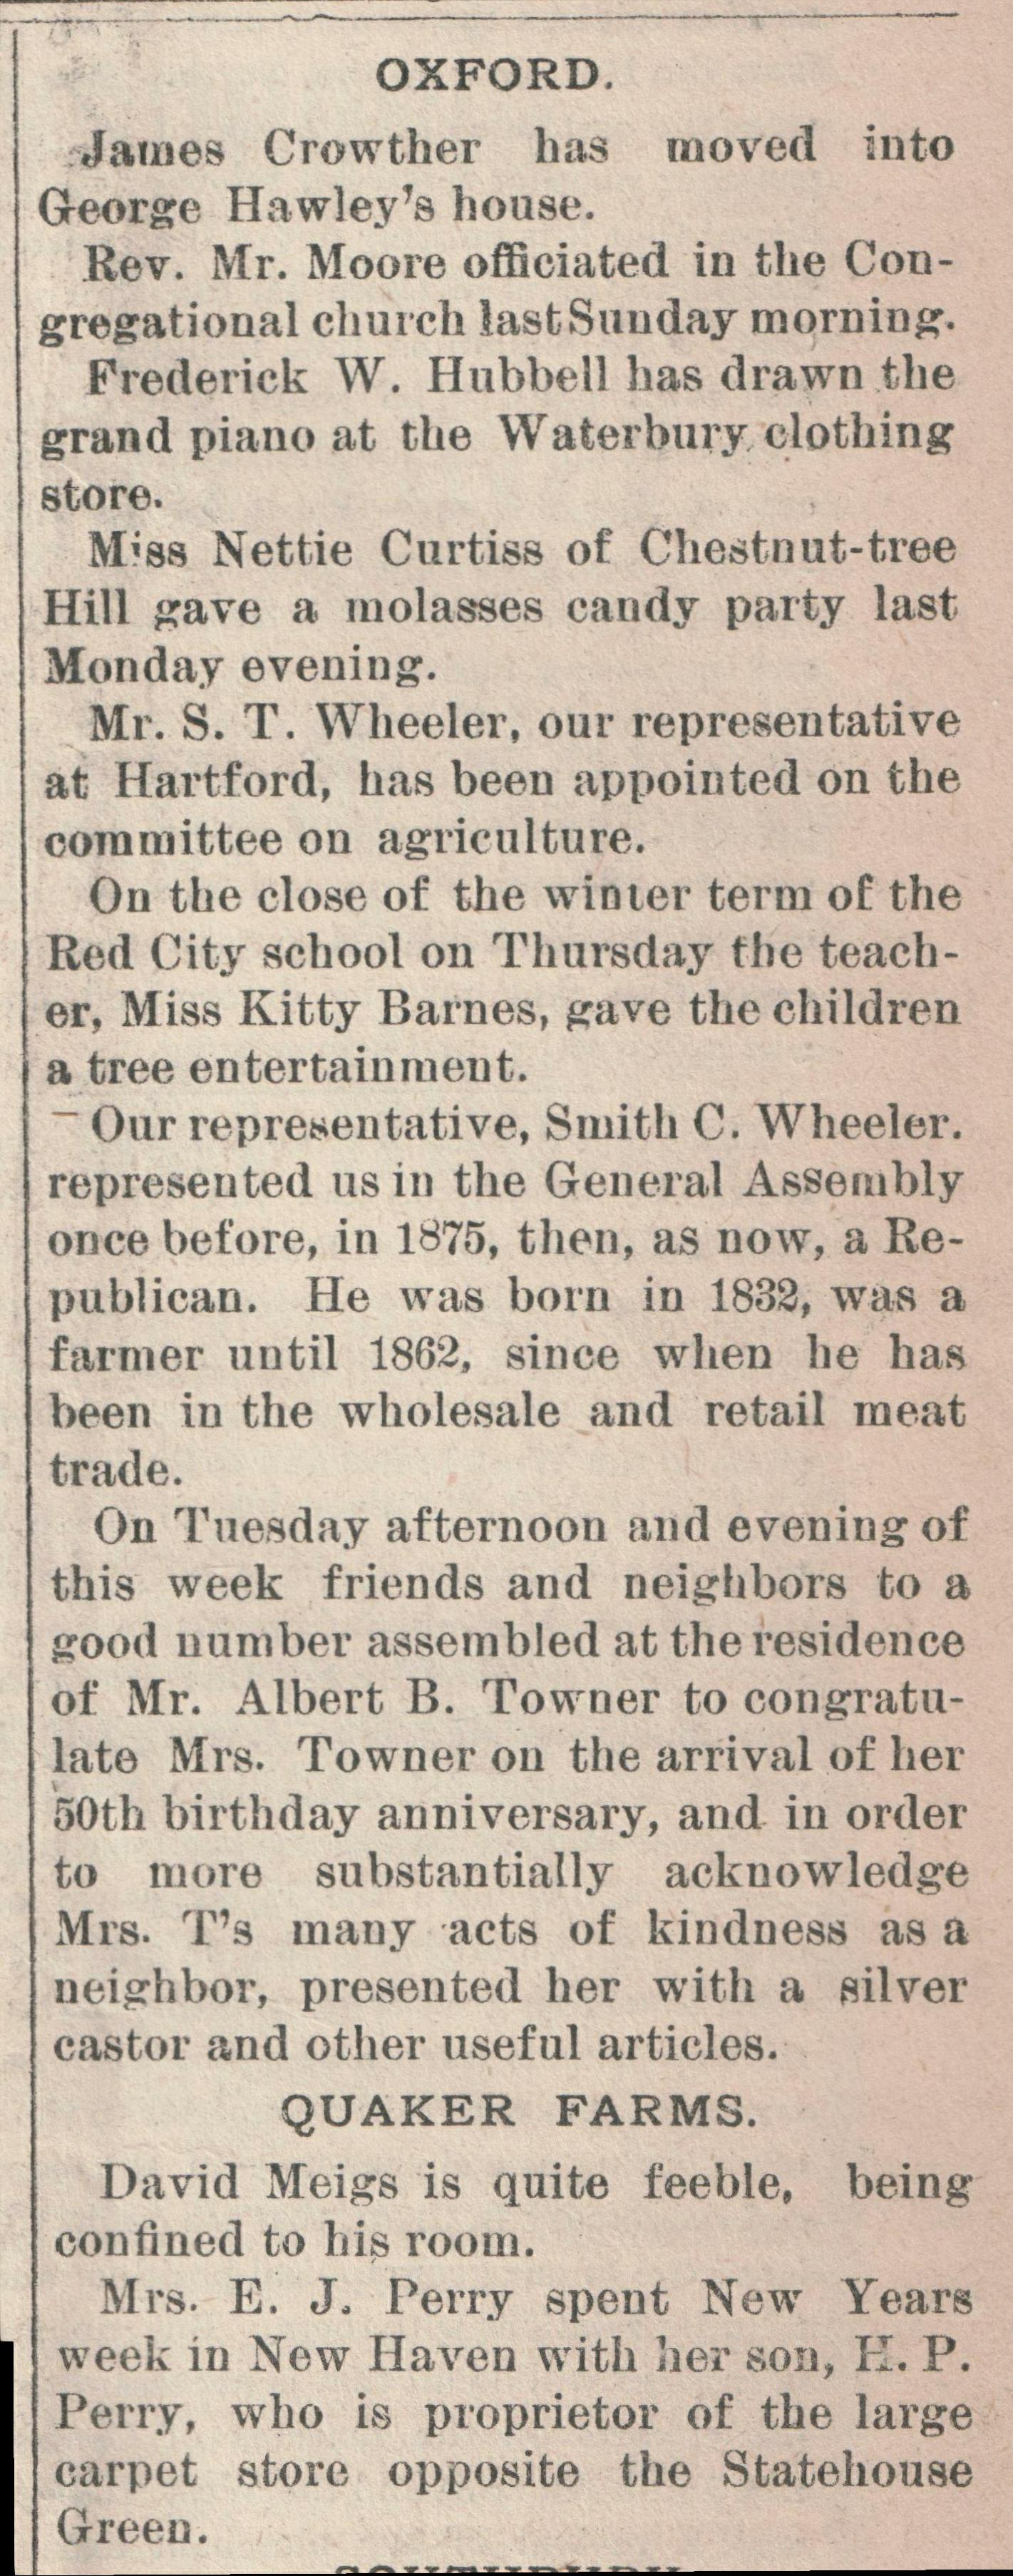 OXFORD.
James Crowther has moved into
George Hawley's house.
Rev. Mr. Moore officiated in the Con-
gregational church last Sunday morning.
Frederick W. Hubbell has drawn the
grand piano at the Waterbury clothing
store.
Miss Nettie Curtiss of Chestnut-tree
Hill gave a molasses candy party last
Monday evening.
Mr. S. T. Wheeler, our representative
at Hartford, has been appointed on the
committee on agriculture.
On the close of the winter term of the
Red City school on Thursday the teach-
er, Miss Kitty Barnes, gave the children
a tree entertainment.
Our representative, Smith C. Wheeler.
represented us in the General Assembly
once before, in 1875, then, as now, a Re-
publican. He was born in 1832, was a
farmer until 1862, since when he has
been in the wholesale and retail meat
trade.
On Tuesday afternoon and evening of
this week friends and neighbors to a
good number assembled at the residence
of Mr. Albert B. Towner to congratu-
late Mrs. Towner on the arrival of her
50th birthday anniversary, and in order
to more substantially acknowledge
Mrs. T's many acts of kindness as a
neighbor, presented her with a silver
castor and other useful articles.
QUAKER FARMS.
David Meigs is quite feeble, being
confined to his room.
Mrs. E. J. Perry spent New Years
week in New Haven with her son, H. P.
Perry, who is proprietor of the large
carpet store opposite the Statehouse
Green.